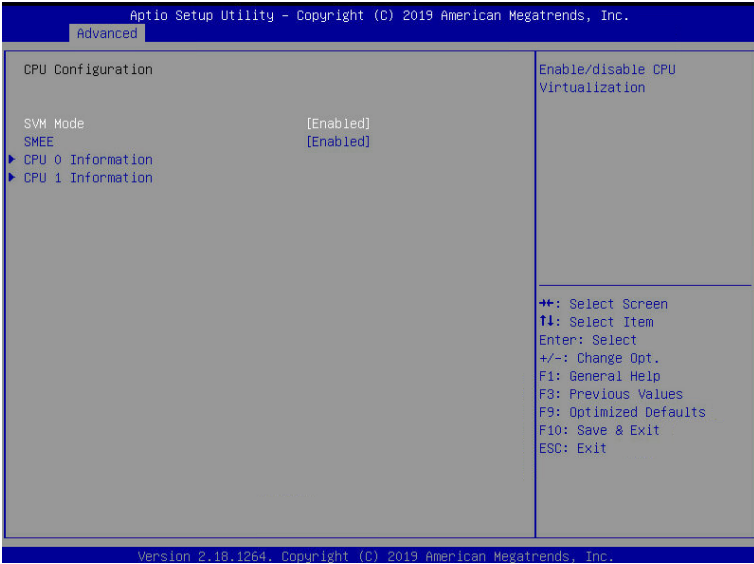 Aptio Setup Utility – Copyright (C) 2019 American Megatrends, Inc.
Advanced
CPU Configuration
SVM Mode [Enabled]
SMEE [Enabled]
CPU 0 Information
CPU 1 Information
Enable/disable CPU
Virtualization
→←: Select Screen
↑↓: Select Item
Enter: Select
+/-: Change Opt.
F1: General Help
F3: Previous Values
F9: Optimized Defaults
F10: Save & Exit
ESC: Exit
Version 2.18.1264. Copyright (C) 2019 American Megatrends, Inc.